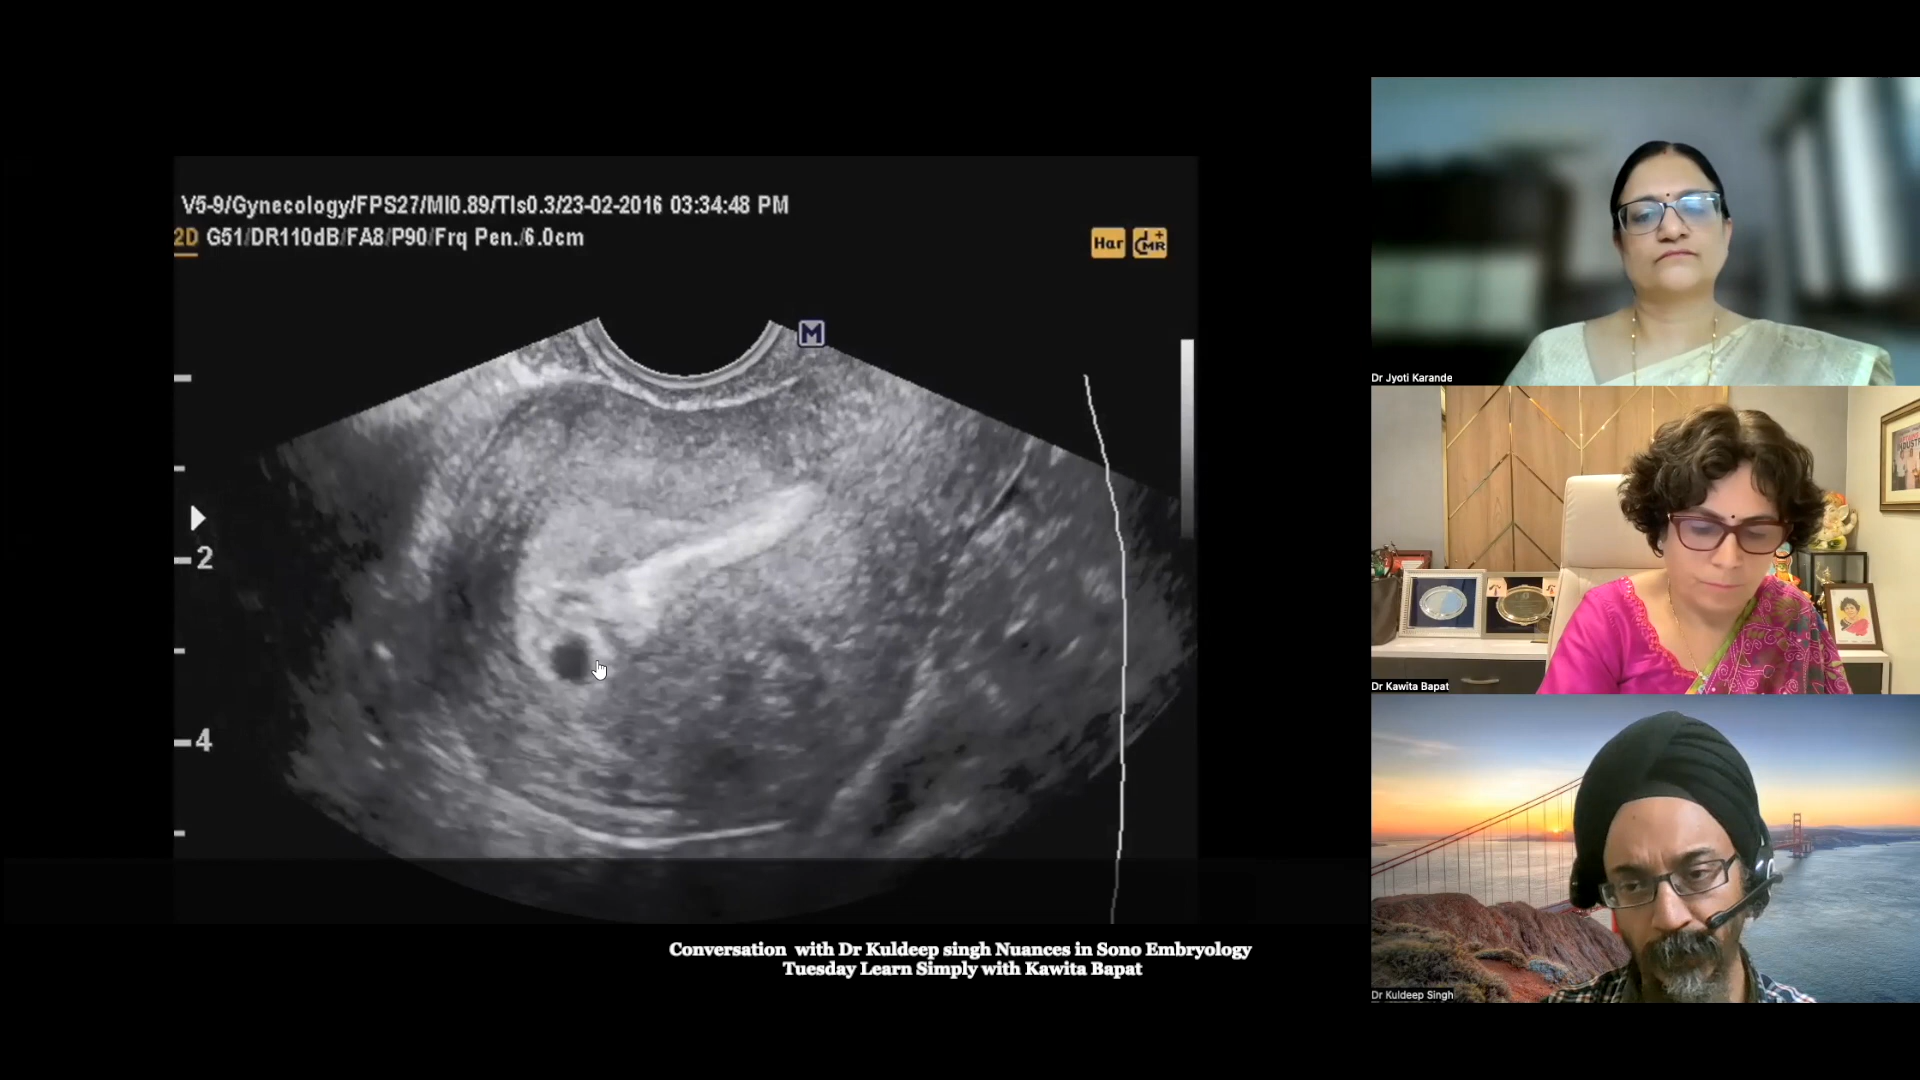 V5-9/Gynecology/FPS27/MI0.89/TIs0.3/23-02-2016 03:34:48 PM
2D G51/DR110dB/FA8/P90/Frq Pen./6.0cm
Har
CMR
M
2
4
Dr Jyoti Karande
Dr Kawita Bapat
Dr Kuldeep Singh
Conversation with Dr Kuldeep singh Nuances in Sono Embryology
Tuesday Learn Simply with Kawita Bapat